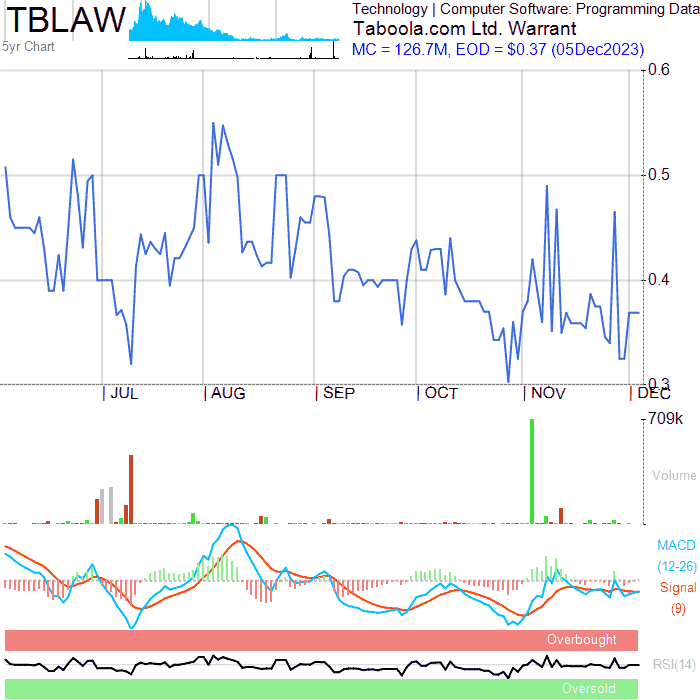 TBLAW
5yr Chart
Technology | Computer Software: Programming Data
Taboola.com Ltd. Warrant
MC = 126.7M, EOD = $0.37 (05Dec2023)
0.6
0.5
0.4
0.3
JUL
AUG
SEP
OCT
NOV
DEC
709k
Volume
MACD
(12-26)
Signal
(9)
Overbought
RSI(14)
Oversold